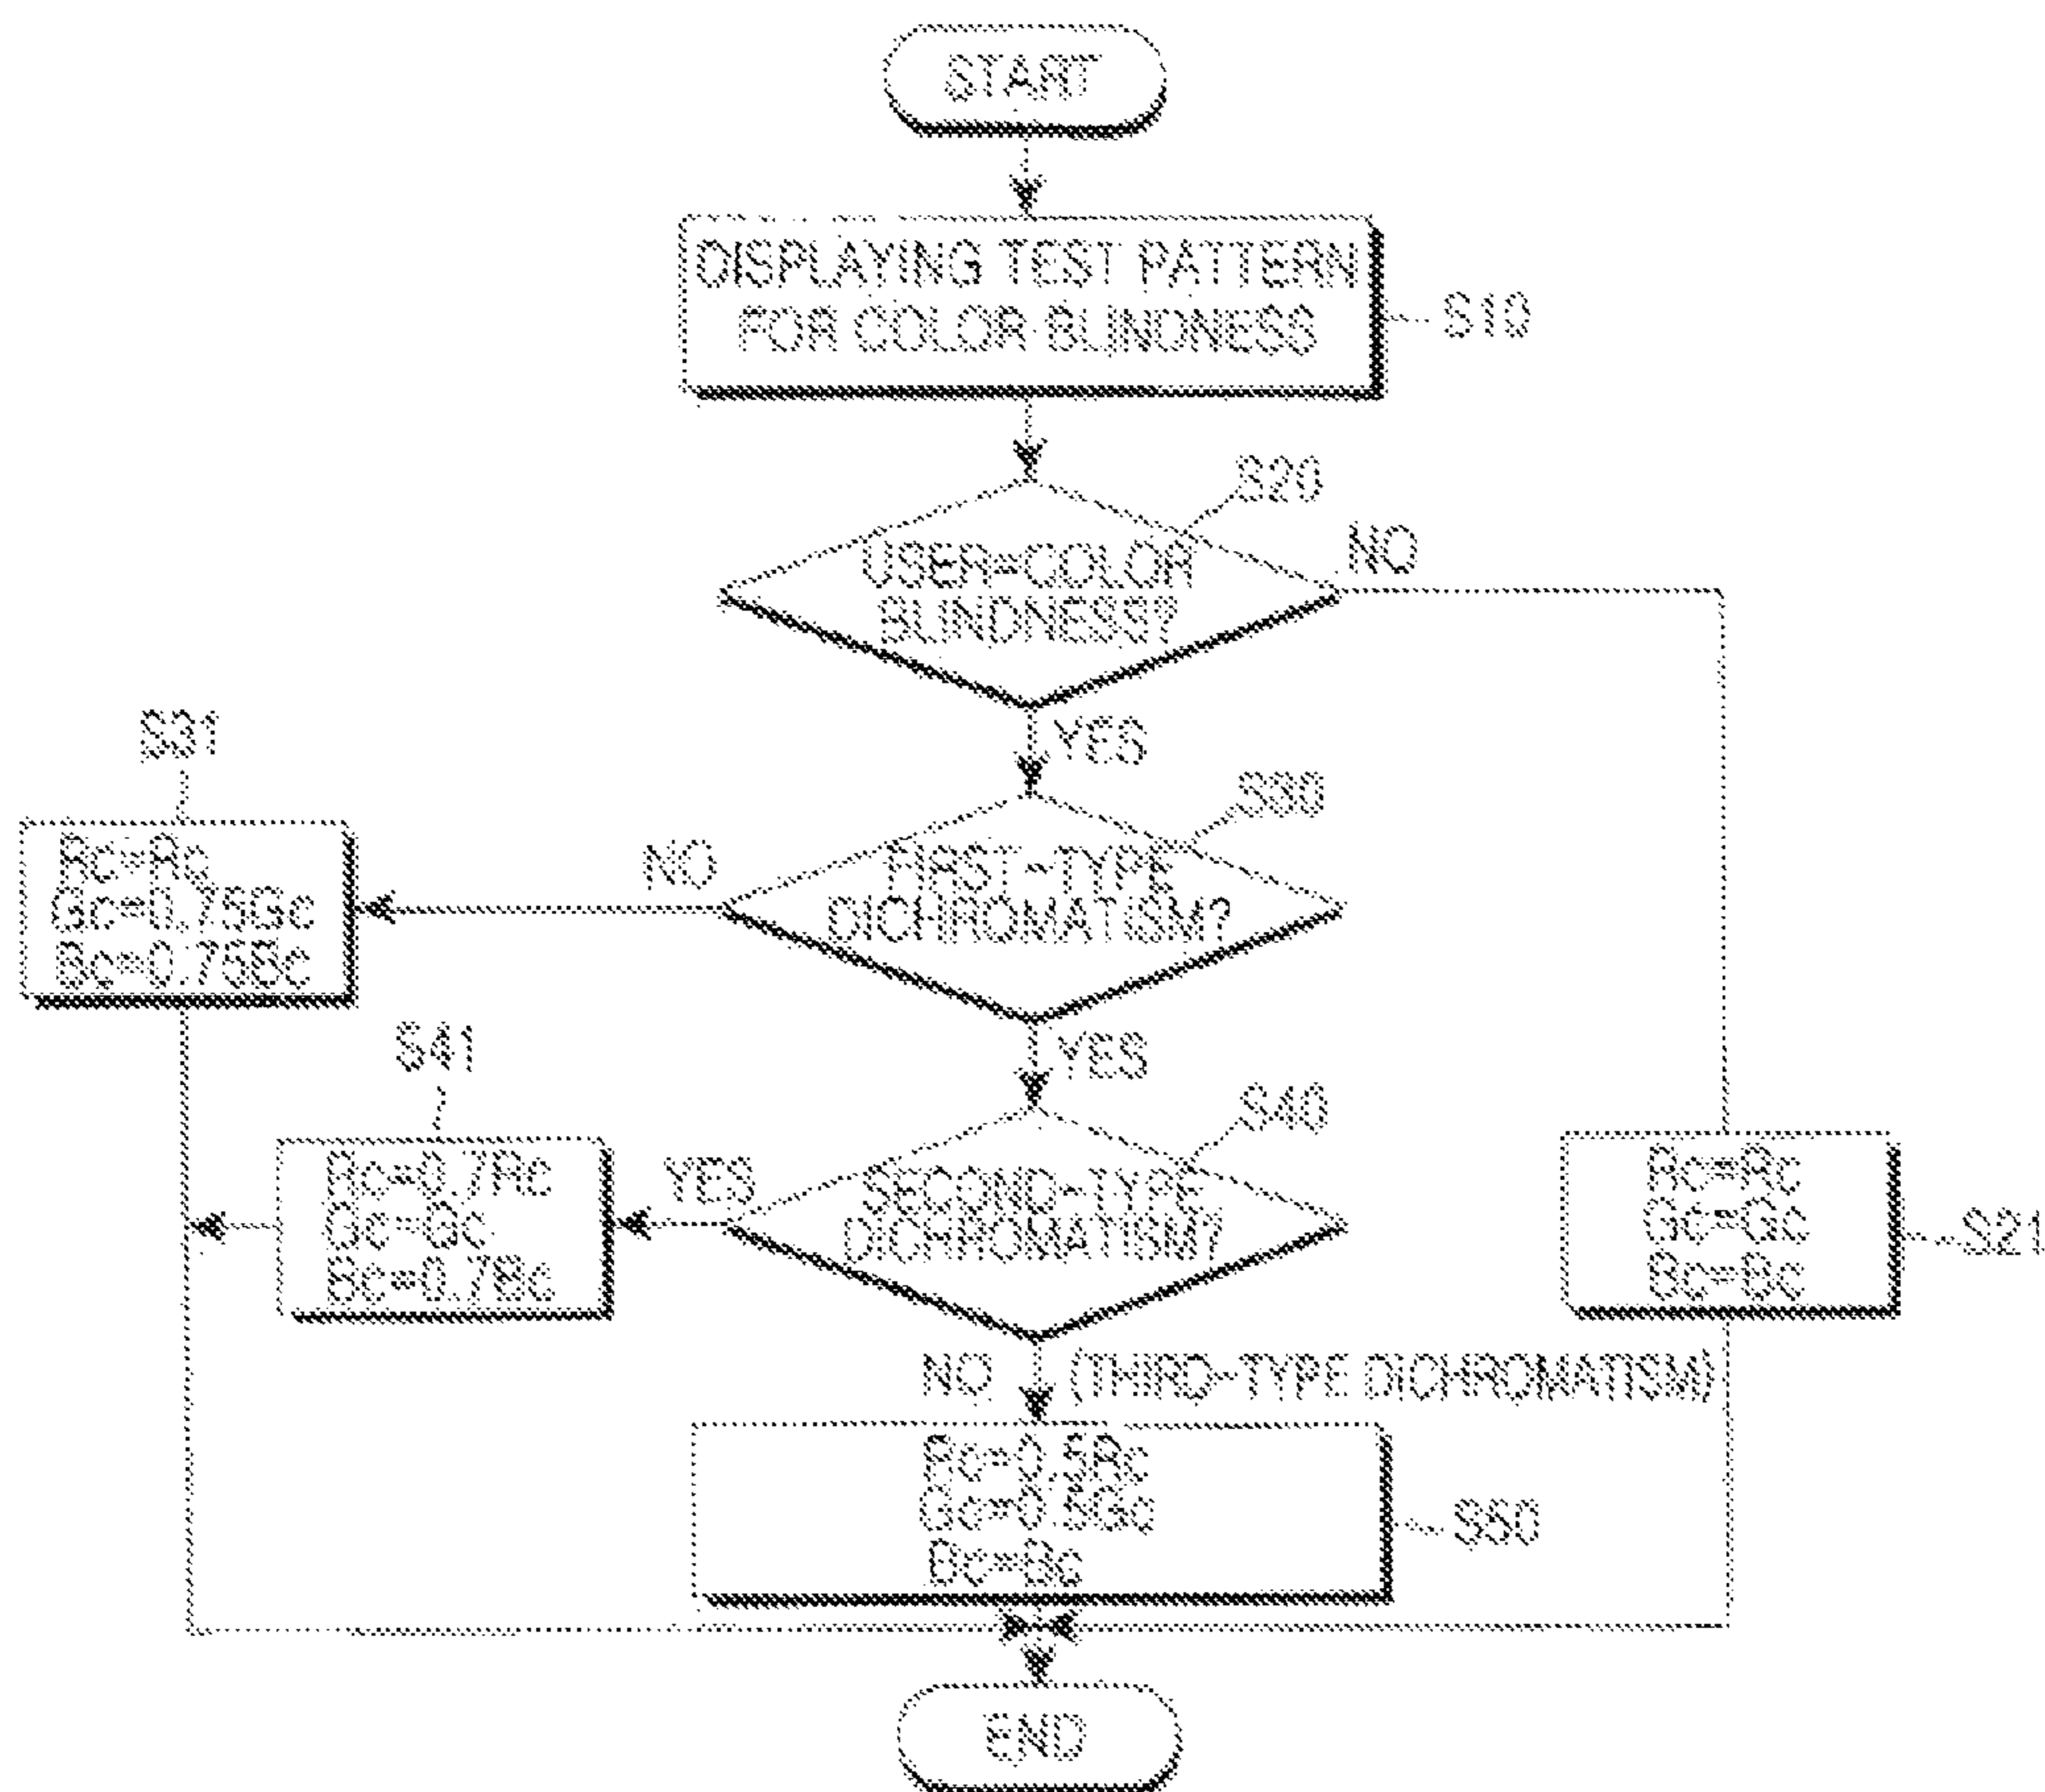 START
DISPLAYING TEST PATTERN
FOR COLOR BLINDNESS
S10
S20
USER=COLOR
BLINDNESS?
NO
YES
S31
S30
Rc=Rc
Gc=0.75Gc
Bc=0.75Bc
NO
FIRST-TYPE
DICHROMATISM?
YES
S41
S40
Rc=0.7Rc
Gc=Gc
Bc=0.7Bc
YES
SECOND-TYPE
DICHROMATISM?
Rc=Rc
Gc=Gc
Bc=Bc
S21
NO (THIRD-TYPE DICHROMATISM)
Rc=0.5Rc
Gc=0.5Gc
Bc=Bc
S50
END